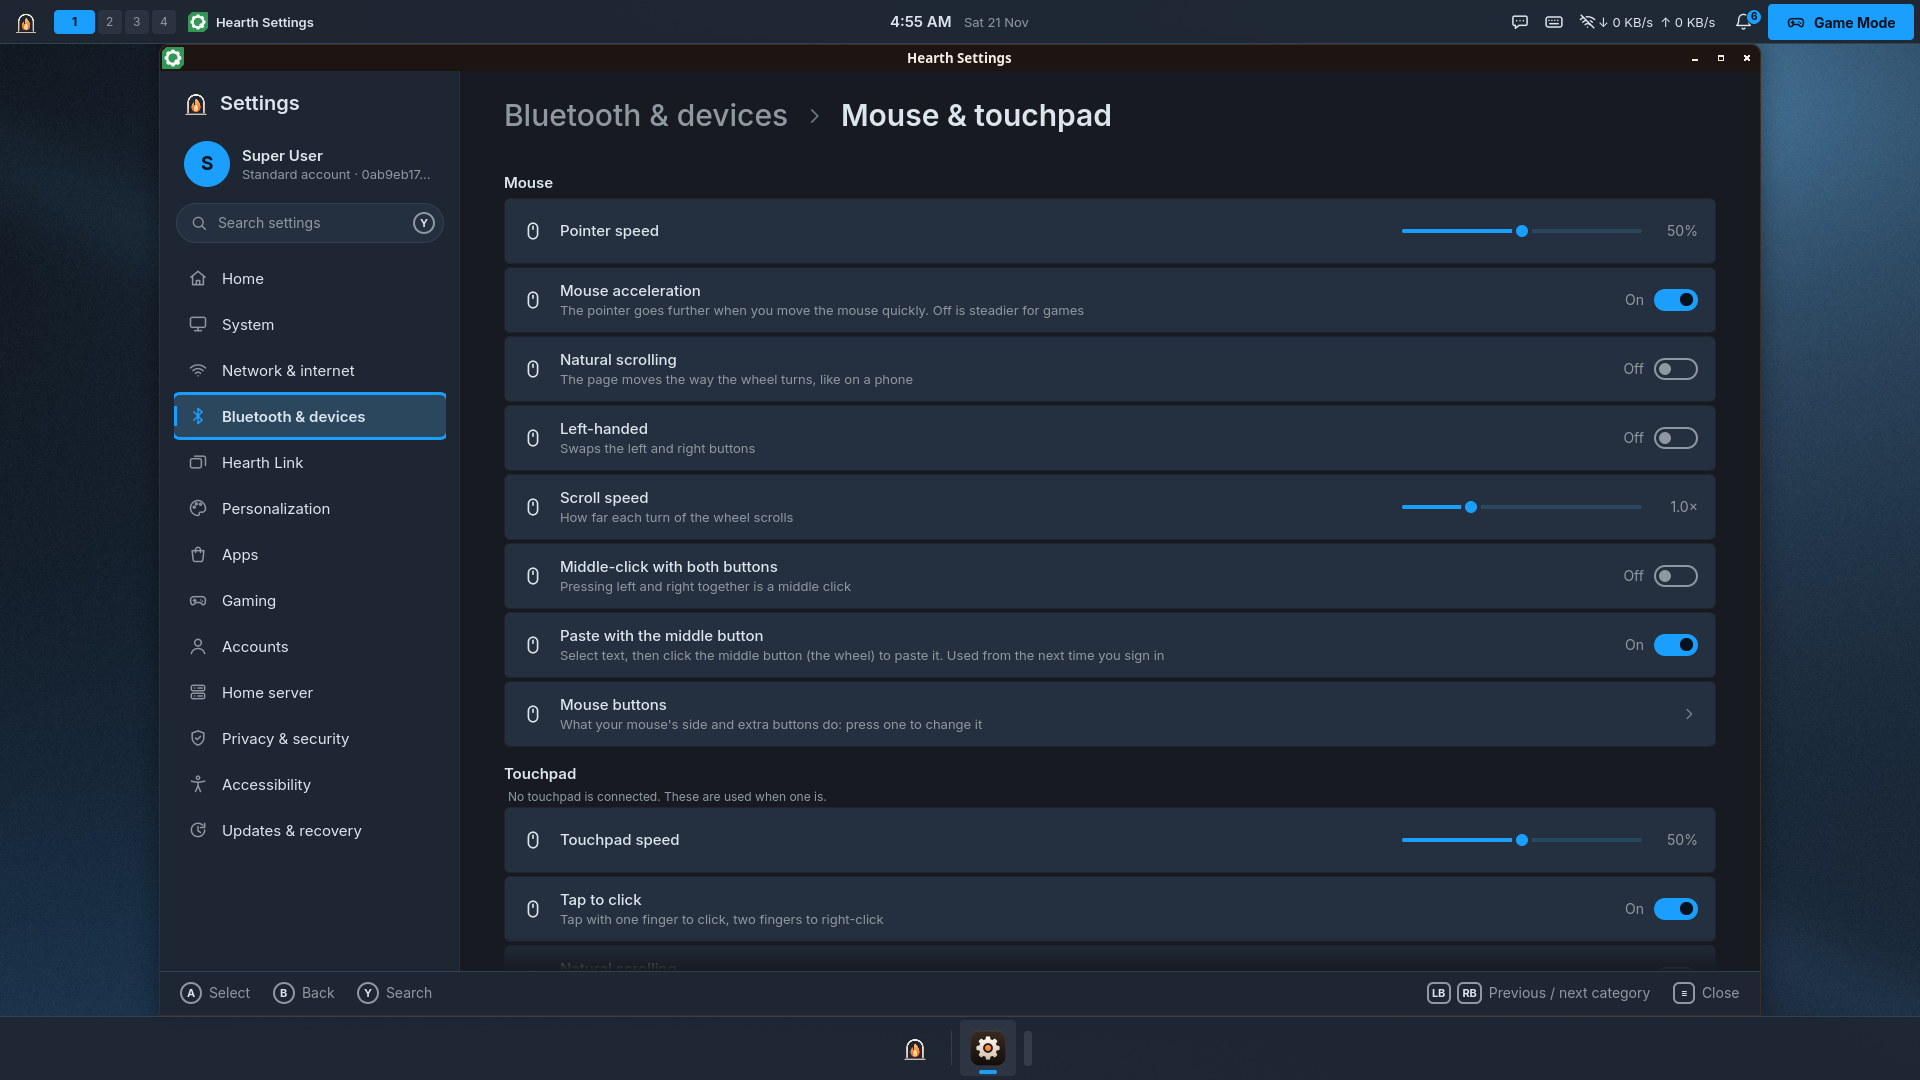 1 2 3 4 Hearth Settings
4:55 AM Sat 21 Nov
↓ 0 KB/s ↑ 0 KB/s
6
Game Mode
Hearth Settings
Settings
S
Super User
Standard account · 0ab9eb17...
Search settings Y
Home
System
Network & internet
Bluetooth & devices
Hearth Link
Personalization
Apps
Gaming
Accounts
Home server
Privacy & security
Accessibility
Updates & recovery
Bluetooth & devices > Mouse & touchpad
Mouse
Pointer speed 50%
Mouse acceleration
The pointer goes further when you move the mouse quickly. Off is steadier for games
On
Natural scrolling
The page moves the way the wheel turns, like on a phone
Off
Left-handed
Swaps the left and right buttons
Off
Scroll speed
How far each turn of the wheel scrolls
1.0×
Middle-click with both buttons
Pressing left and right together is a middle click
Off
Paste with the middle button
Select text, then click the middle button (the wheel) to paste it. Used from the next time you sign in
On
Mouse buttons
What your mouse's side and extra buttons do: press one to change it
Touchpad
No touchpad is connected. These are used when one is.
Touchpad speed 50%
Tap to click
Tap with one finger to click, two fingers to right-click
On
Natural scrolling
A Select B Back Y Search
LB RB Previous / next category ≡ Close